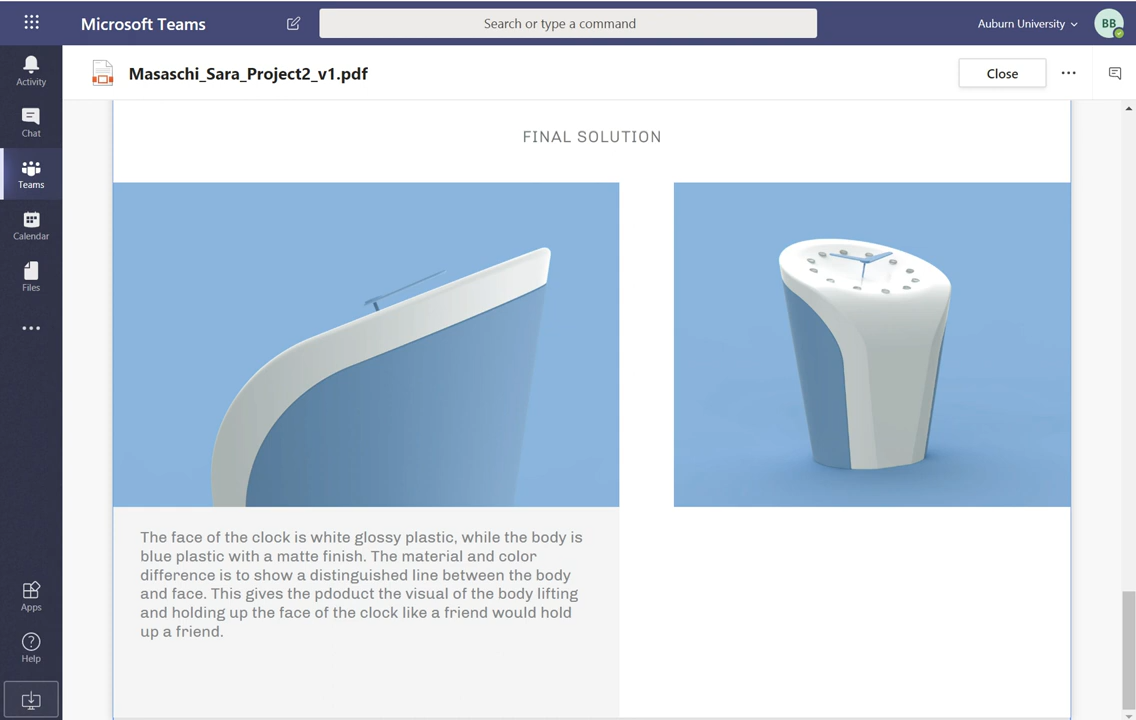 Microsoft Teams
Search or type a command
Auburn University
BB
Activity
Chat
Teams
Calendar
Files
Apps
Help
Masaschi_Sara_Project2_v1.pdf
Close
FINAL SOLUTION
The face of the clock is white glossy plastic, while the body is
blue plastic with a matte finish. The material and color
difference is to show a distinguished line between the body
and face. This gives the pdoduct the visual of the body lifting
and holding up the face of the clock like a friend would hold
up a friend.